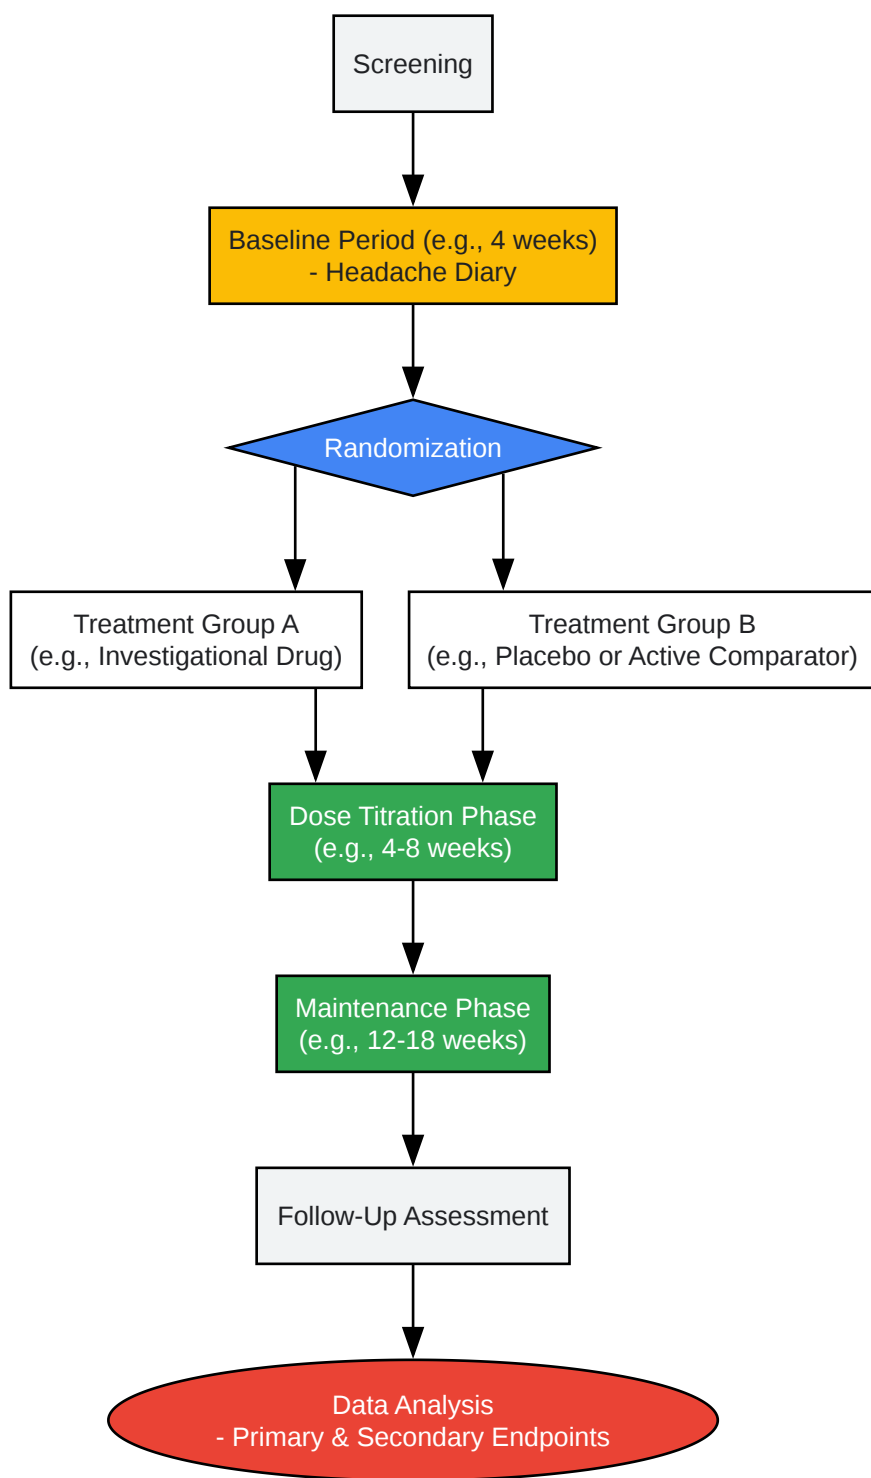 Screening
Baseline Period (e.g., 4 weeks)
- Headache Diary
Randomization
Treatment Group A
(e.g., Investigational Drug)
Treatment Group B
(e.g., Placebo or Active Comparator)
Dose Titration Phase
(e.g., 4-8 weeks)
Maintenance Phase
(e.g., 12-18 weeks)
Follow-Up Assessment
Data Analysis
- Primary & Secondary Endpoints